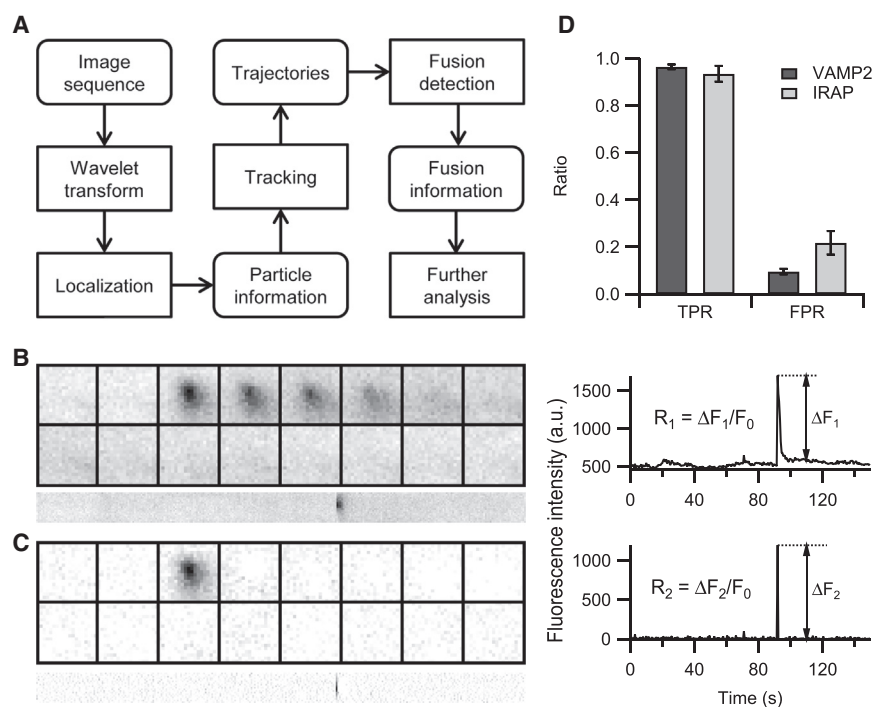 A
Image
sequence
Wavelet
transform
Localization
Particle
information
Tracking
Trajectories
Fusion
detection
Fusion
information
Further
analysis
D
1.0
0.8
0.6
0.4
0.2
0.0
Ratio
VAMP2
IRAP
TPR
FPR
B
C
Fluorescence intensity (a.u.)
1500
1000
500
R₁ = ΔF₁/F₀
ΔF₁
0 40 80 120
1000
500
0
R₂ = ΔF₂/F₀
ΔF₂
0 40 80 120
Time (s)